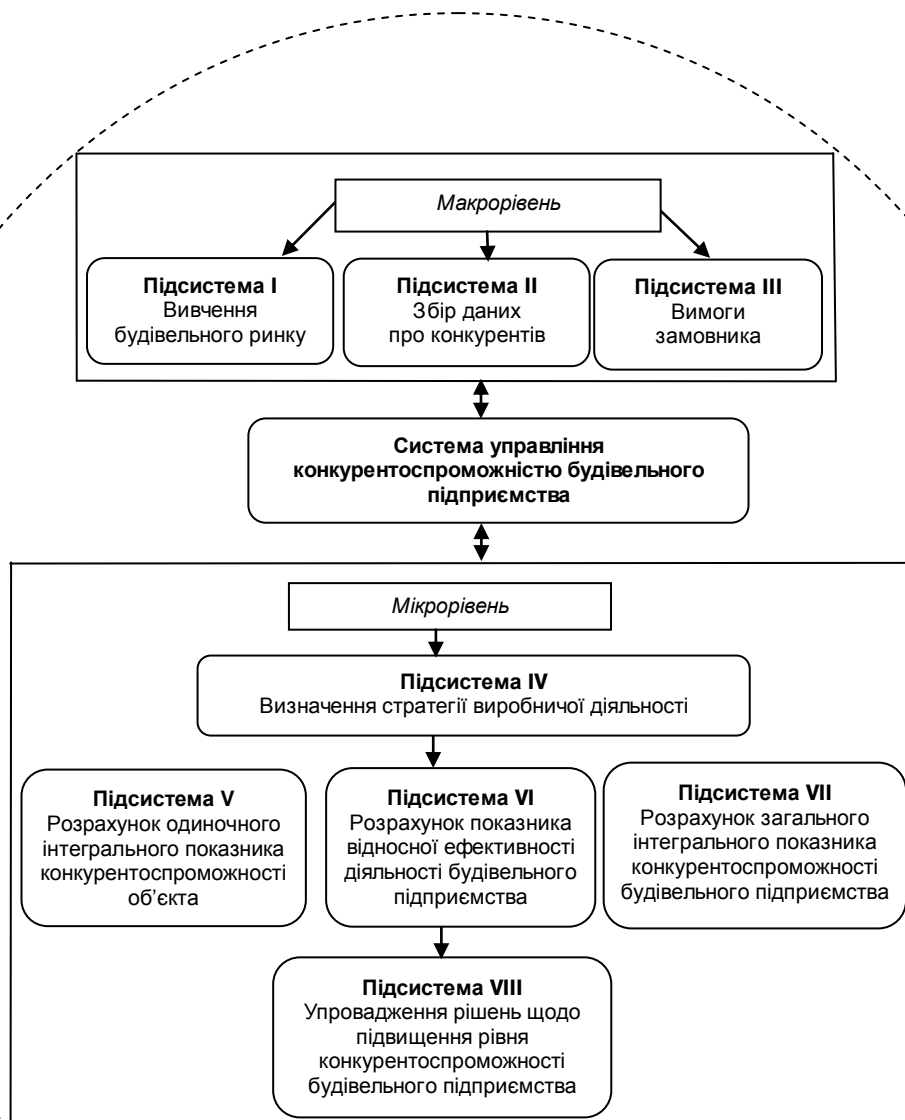 Макрорівень
Підсистема I
Вивчення
будівельного ринку
Підсистема II
Збір даних
про конкурентів
Підсистема III
Вимоги
замовника
Система управління
конкурентоспроможністю будівельного
підприємства
Мікрорівень
Підсистема IV
Визначення стратегії виробничої діяльності
Підсистема V
Розрахунок одиночного
інтегрального показника
конкурентоспроможності
об’єкта
Підсистема VI
Розрахунок показника
відносної ефективності
діяльності будівельного
підприємства
Підсистема VII
Розрахунок загального
інтегрального показника
конкурентоспроможності
будівельного підприємства
Підсистема VIII
Упровадження рішень щодо
підвищення рівня
конкурентоспроможності
будівельного підприємства